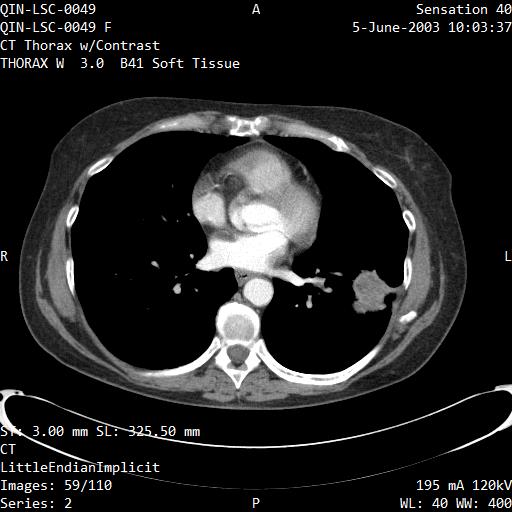 QIN-LSC-0049 A Sensation 40
QIN-LSC-0049 F 5-June-2003 10:03:37
CT Thorax w/Contrast
THORAX W 3.0 B41 Soft Tissue
R L
ST: 3.00 mm SL: 325.50 mm
CT
LittleEndianImplicit
Images: 59/110 195 mA 120kV
Series: 2 P WL: 40 WW: 400